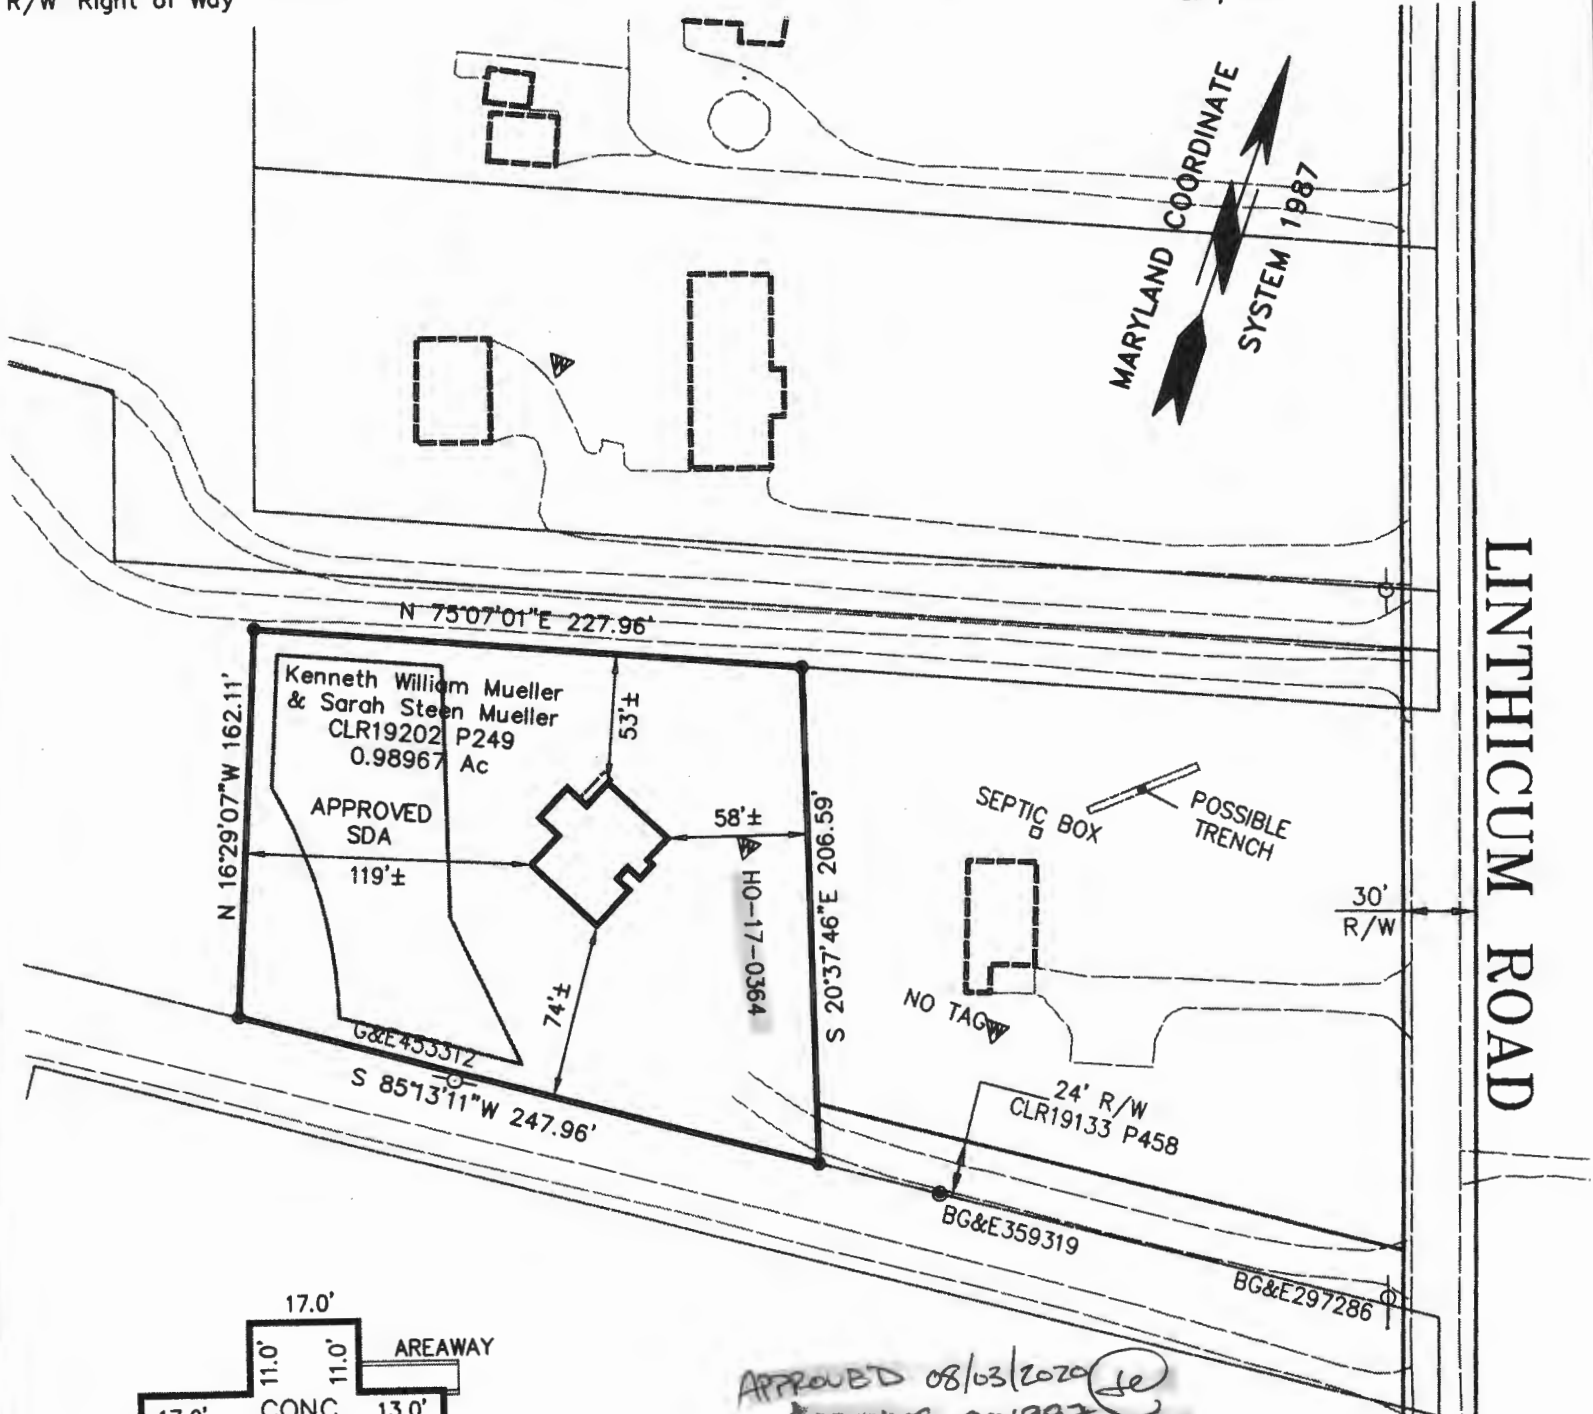 R/W Right of Way
MARYLAND COORDINATE
SYSTEM 1987
N 75°07'01"E 227.96'
Kenneth William Mueller
& Sarah Steen Mueller
CLR19202 P249
0.98967 Ac
N 16°29'07"W 162.11'
53'±
APPROVED
SDA
119'±
58'±
HO-17-0364
S 20°37'46"E 206.59'
74'±
G&E453312
S 85°13'11"W 247.96'
SEPTIC BOX
POSSIBLE
TRENCH
NO TAG
30'
R/W
LINTHICUM ROAD
24' R/W
CLR19133 P458
BG&E359319
BG&E297286
17.0'
11.0'
11.0'
AREAWAY
CONC.
13.0'
APPROVED 08/03/2020